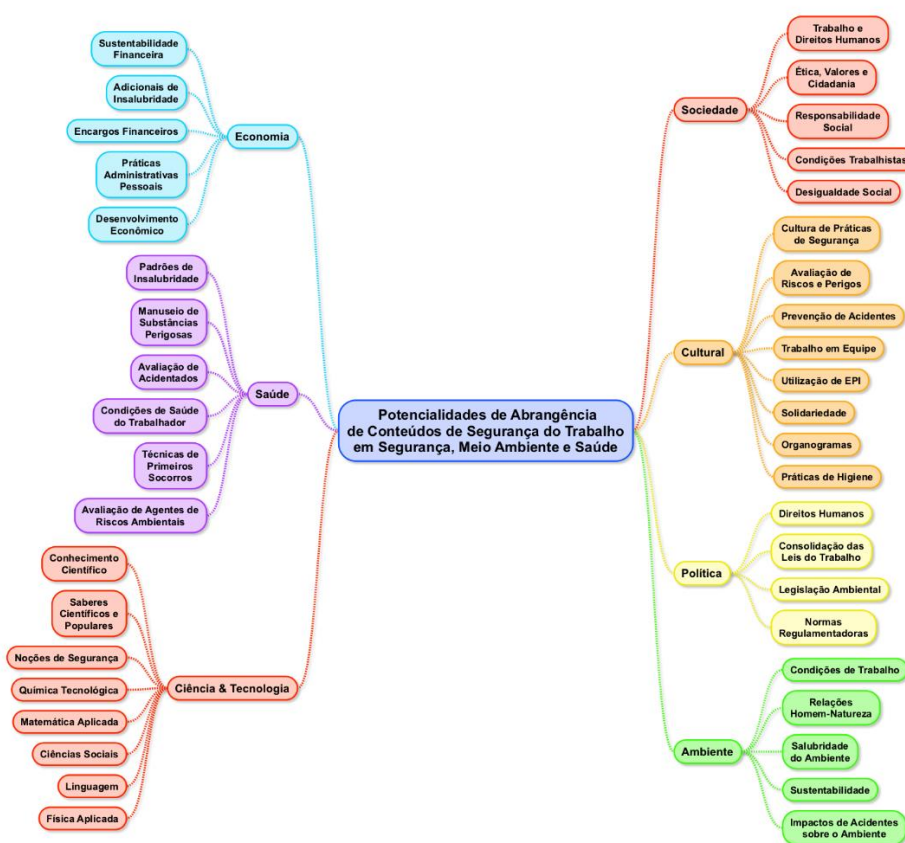 Potencialidades de Abrangência
de Conteúdos de Segurança do Trabalho
em Segurança, Meio Ambiente e Saúde
Economia
Sustentabilidade
Financeira
Adicionais de
Insalubridade
Encargos Financeiros
Práticas
Administrativas
Pessoais
Desenvolvimento
Econômico
Saúde
Padrões de
Insalubridade
Manuseio de
Substâncias
Perigosas
Avaliação de
Acidentados
Condições de Saúde
do Trabalhador
Técnicas de
Primeiros
Socorros
Avaliação de Agentes de
Riscos Ambientais
Ciência & Tecnologia
Conhecimento
Científico
Saberes
Científicos e
Populares
Noções de Segurança
Química Tecnológica
Matemática Aplicada
Ciências Sociais
Linguagem
Física Aplicada
Sociedade
Trabalho e
Direitos Humanos
Ética, Valores e
Cidadania
Responsabilidade
Social
Condições Trabalhistas
Desigualdade Social
Cultural
Cultura de Práticas
de Segurança
Avaliação de
Riscos e Perigos
Prevenção de Acidentes
Trabalho em Equipe
Utilização de EPI
Solidariedade
Organogramas
Práticas de Higiene
Política
Direitos Humanos
Consolidação das
Leis do Trabalho
Legislação Ambiental
Normas
Regulamentadoras
Ambiente
Condições de Trabalho
Relações
Homem-Natureza
Salubridade
do Ambiente
Sustentabilidade
Impactos de Acidentes
sobre o Ambiente